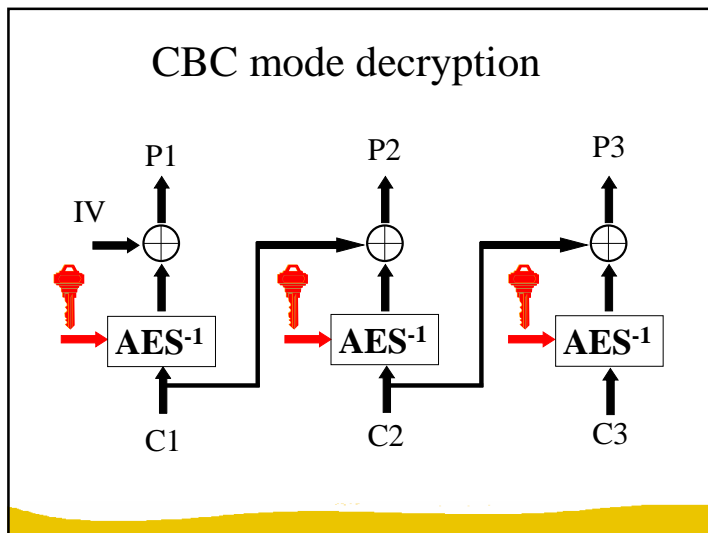 CBC mode decryption
P1 P2 P3
IV
AES-1 AES-1 AES-1
C1 C2 C3